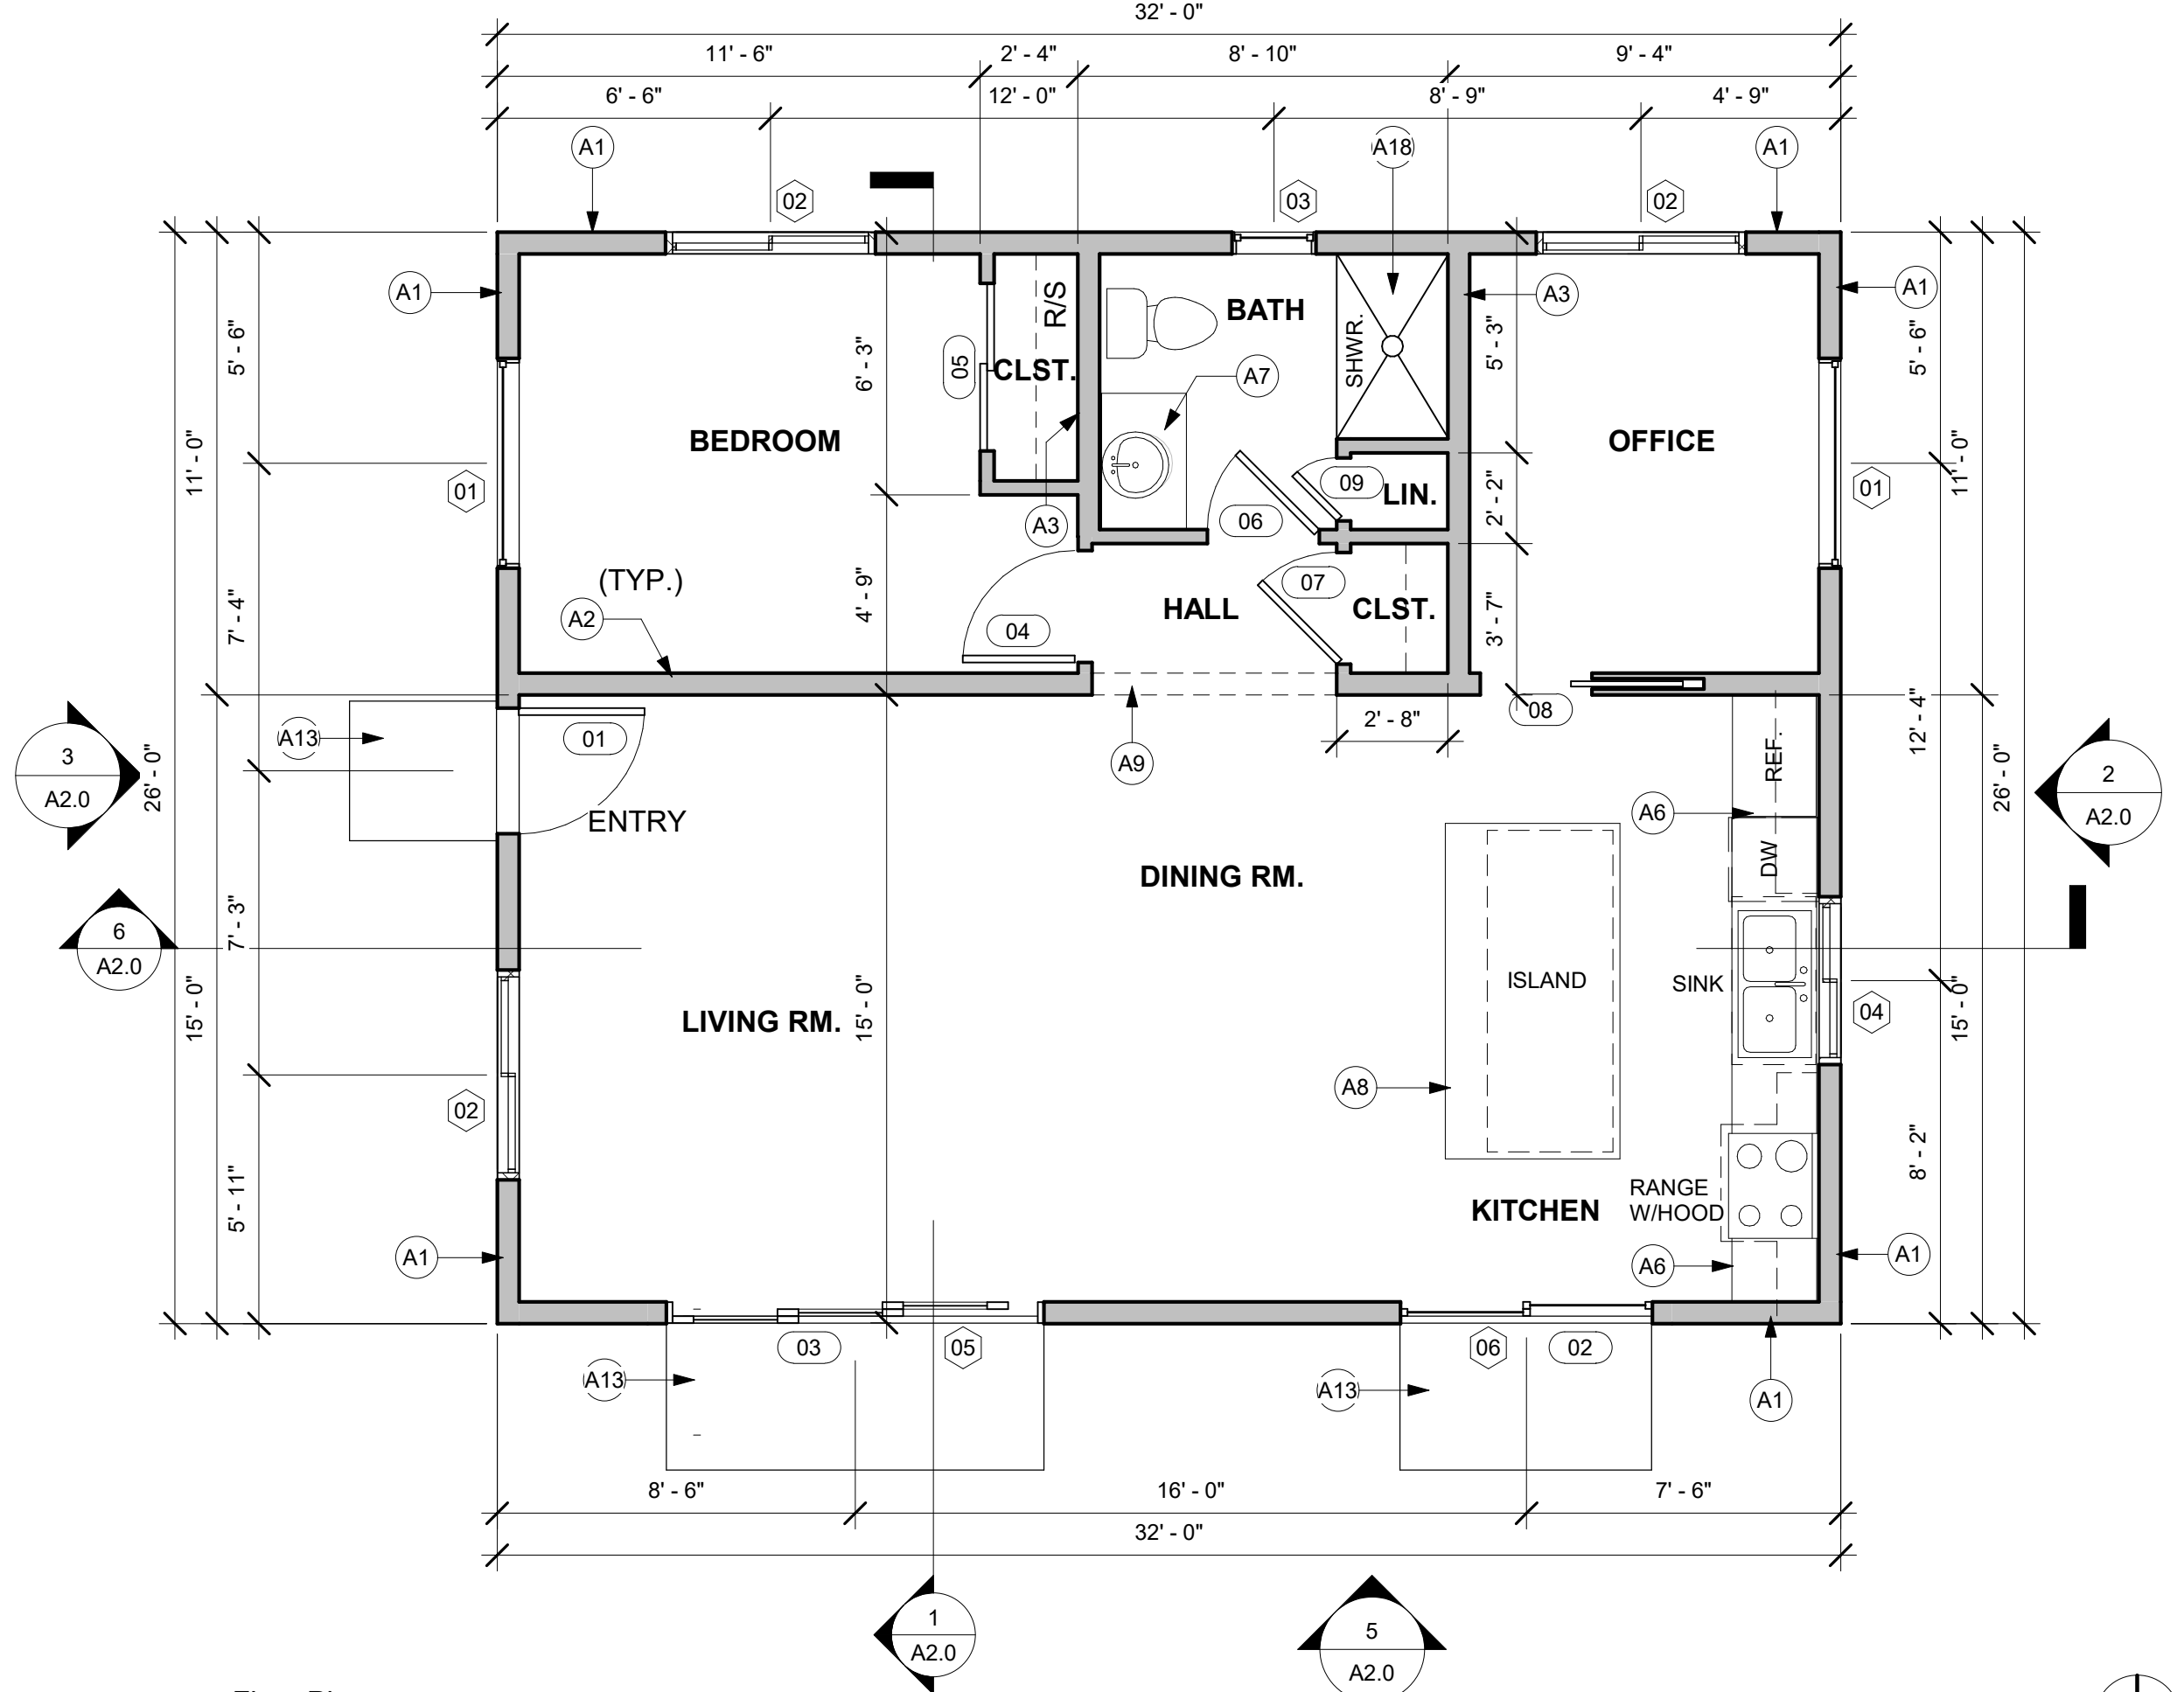 32' - 0"
11' - 6"
2' - 4"
8' - 10"
9' - 4"
6' - 6"
12' - 0"
8' - 9"
4' - 9"
A1
A18
A1
02
03
02
A1
R/S
BATH
A3
A1
5' - 6"
6' - 3"
05
CLST.
SHWR.
A7
5' - 3"
5' - 6"
11' - 0"
BEDROOM
OFFICE
11' - 0"
01
A3
06
09
LIN.
2' - 2"
01
(TYP.)
A2
7' - 4"
4' - 9"
04
HALL
07
CLST.
3' - 7"
08
2' - 8"
12' - 4"
3
A2.0
26' - 0"
A13
01
ENTRY
A9
REF.
A6
DW
26' - 0"
2
A2.0
DINING RM.
6
A2.0
7' - 3"
15' - 0"
LIVING RM.
15' - 0"
ISLAND
SINK
04
15' - 0"
02
A8
5' - 11"
KITCHEN
RANGE
W/HOOD
8' - 2"
A1
A6
A1
03
05
06
02
A13
A13
A1
8' - 6"
16' - 0"
7' - 6"
32' - 0"
1
A2.0
5
A2.0